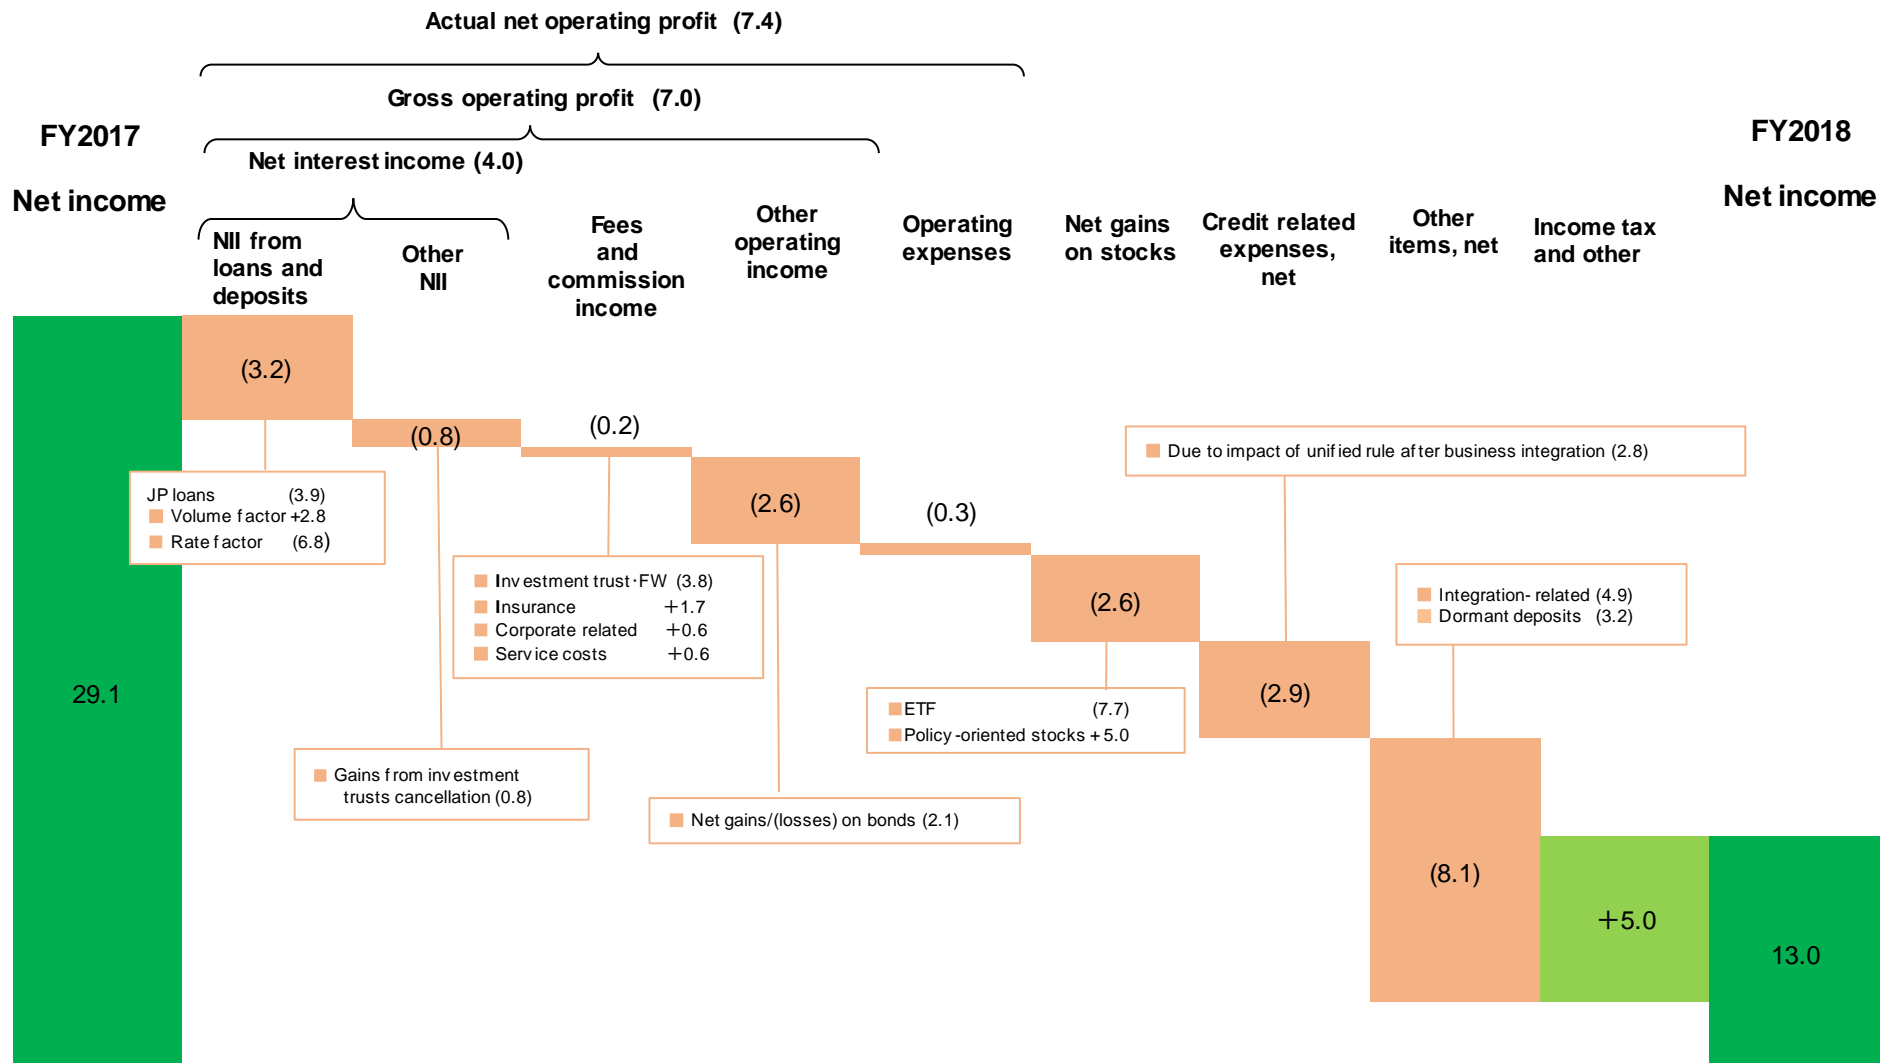 Actual net operating profit (7.4)
Gross operating profit (7.0)
FY2017
Net income
Net interest income (4.0)
FY2018
Net income
NII from
loans and
deposits
Other
NII
Fees
and
commission
income
Other
operating
income
Operating
expenses
Net gains
on stocks
Credit related
expenses,
net
Other
items, net
Income tax
and other
29.1
(3.2)
(0.8)
(0.2)
(2.6)
(0.3)
(2.6)
(2.9)
(8.1)
+5.0
13.0
JP loans (3.9)
Volume factor +2.8
Rate factor (6.8)
Gains from investment
trusts cancellation (0.8)
Investment trust·FW (3.8)
Insurance +1.7
Corporate related +0.6
Service costs +0.6
Net gains/(losses) on bonds (2.1)
ETF (7.7)
Policy-oriented stocks +5.0
Due to impact of unified rule after business integration (2.8)
Integration- related (4.9)
Dormant deposits (3.2)